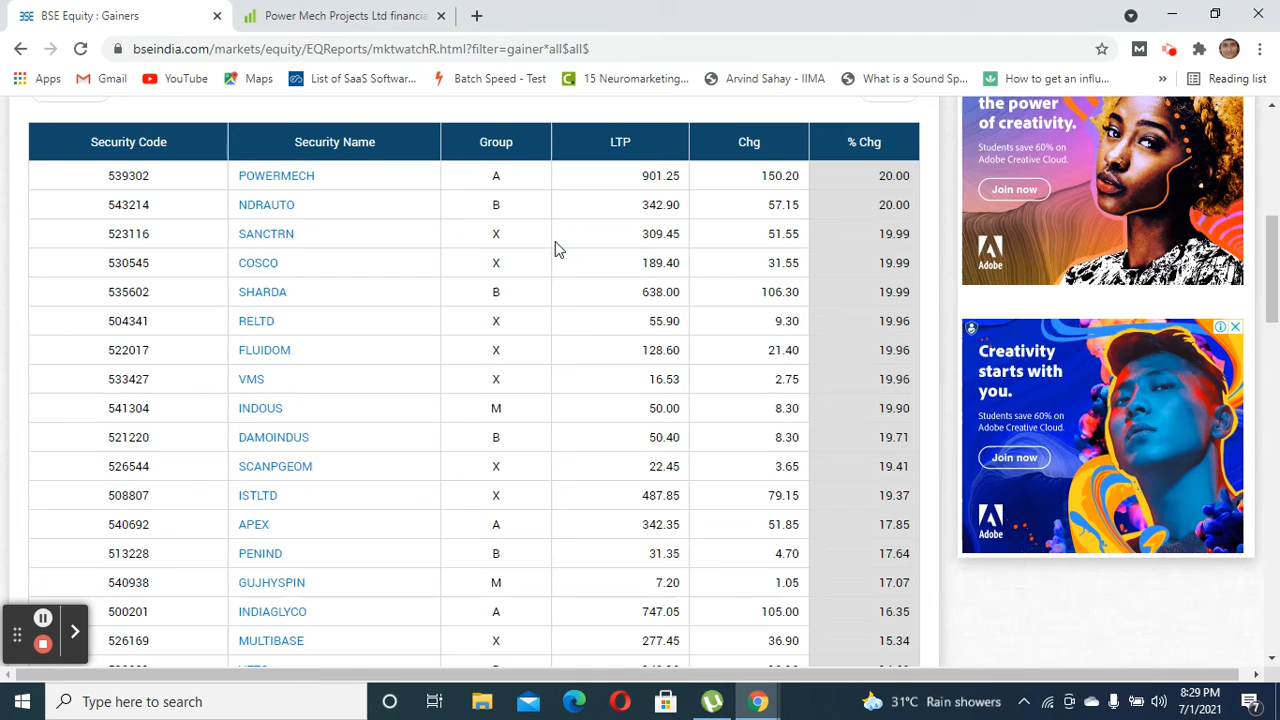 BSE Equity : Gainers
Power Mech Projects Ltd financia
bseindia.com/markets/equity/EQReports/mktwatchR.html?filter=gainer*all$all$
Apps Gmail YouTube Maps List of SaaS Softwar... Batch Speed - Test 15 Neuromarketing... Arvind Sahay - IIMA What is a Sound Sp... How to get an influ... » Reading list
Security Code Security Name Group LTP Chg % Chg
539302 POWERMECH A 901.25 150.20 20.00
543214 NDRAUTO B 342.90 57.15 20.00
523116 SANCTRN X 309.45 51.55 19.99
530545 COSCO X 189.40 31.55 19.99
535602 SHARDA B 638.00 106.30 19.99
504341 RELTD X 55.90 9.30 19.96
522017 FLUIDOM X 128.60 21.40 19.96
533427 VMS X 16.53 2.75 19.96
541304 INDOUS M 50.00 8.30 19.90
521220 DAMOINDUS B 50.40 8.30 19.71
526544 SCANPGEOM X 22.45 3.65 19.41
508807 ISTLTD X 487.85 79.15 19.37
540692 APEX A 342.35 51.85 17.85
513228 PENIND B 31.35 4.70 17.64
540938 GUJHYSPIN M 7.20 1.05 17.07
500201 INDIAGLYCO A 747.05 105.00 16.35
526169 MULTIBASE X 277.45 36.90 15.34
the power
of creativity.
Students save 60% on
Adobe Creative Cloud.
Join now
Adobe
Creativity
starts with
you.
Students save 60% on
Adobe Creative Cloud.
Join now
Adobe
Type here to search
31°C Rain showers
8:29 PM
7/1/2021
7